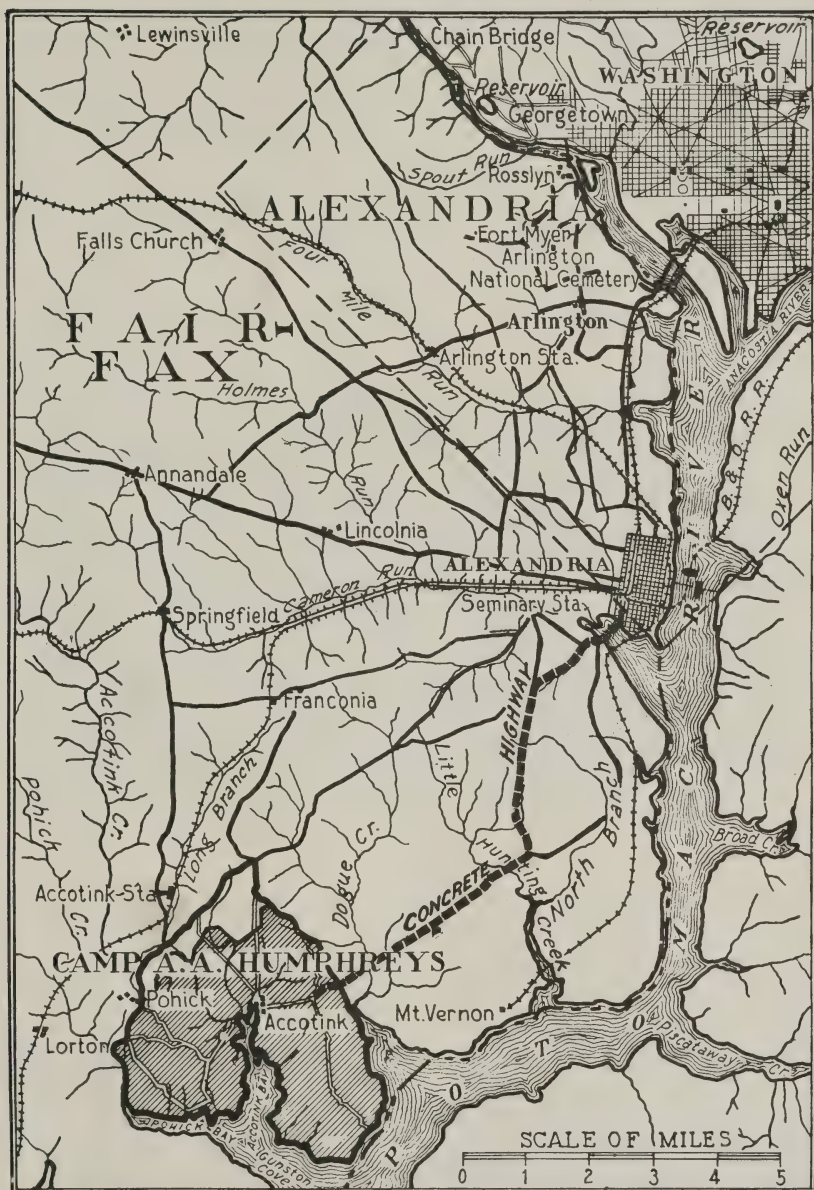 Lewinsville
Chain Bridge
Reservoir
WASHINGTON
Reservoir
Georgetown
Spout Run
Rosslyn
ALEXANDRIA
Falls Church
Fort Myer
Four Mile Run
Arlington
National Cemetery
FAIR-
FAX
Arlington
Arlington Sta.
ANACOSTIA RIVER
Holmes Run
B. & O. R. R.
Oxen Run
Annandale
Lincolnia
ALEXANDRIA
Cameron Run
Seminary Sta.
Springfield
Accotink Cr.
Franconia
HIGHWAY
Little Hunting Creek
North Branch
Long Branch
Pohick Cr.
Dogue Cr.
Broad Cr.
Accotink Sta.
CONCRETE
CAMP A. A. HUMPHREYS
Pohick
Accotink
Mt. Vernon
Lorton
Piscataway Cr.
POTOMAC RIVER
POHICK BAY
ACCOTINK BAY
Gunston
Cove
SCALE OF MILES
0 1 2 3 4 5